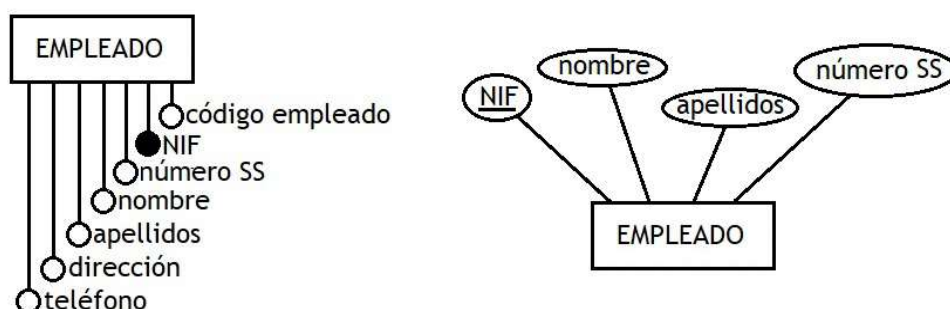 EMPLEADO
código empleado
NIF
número SS
nombre
apellidos
dirección
teléfono
NIF
nombre
apellidos
número SS
EMPLEADO